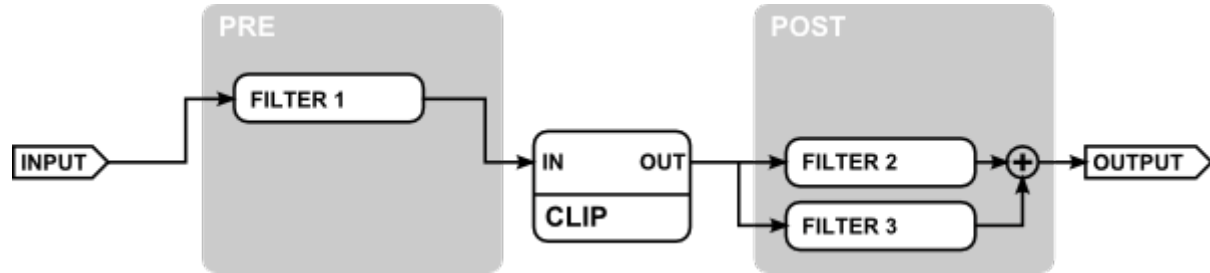 PRE
POST
FILTER 1
INPUT
IN OUT
FILTER 2
+
OUTPUT
CLIP
FILTER 3